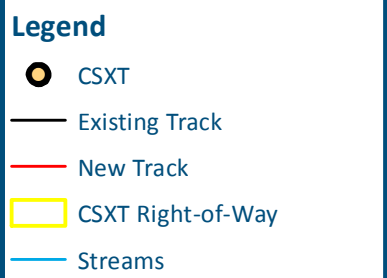 Legend
CSXT
Existing Track
New Track
CSXT Right-of-Way
Streams